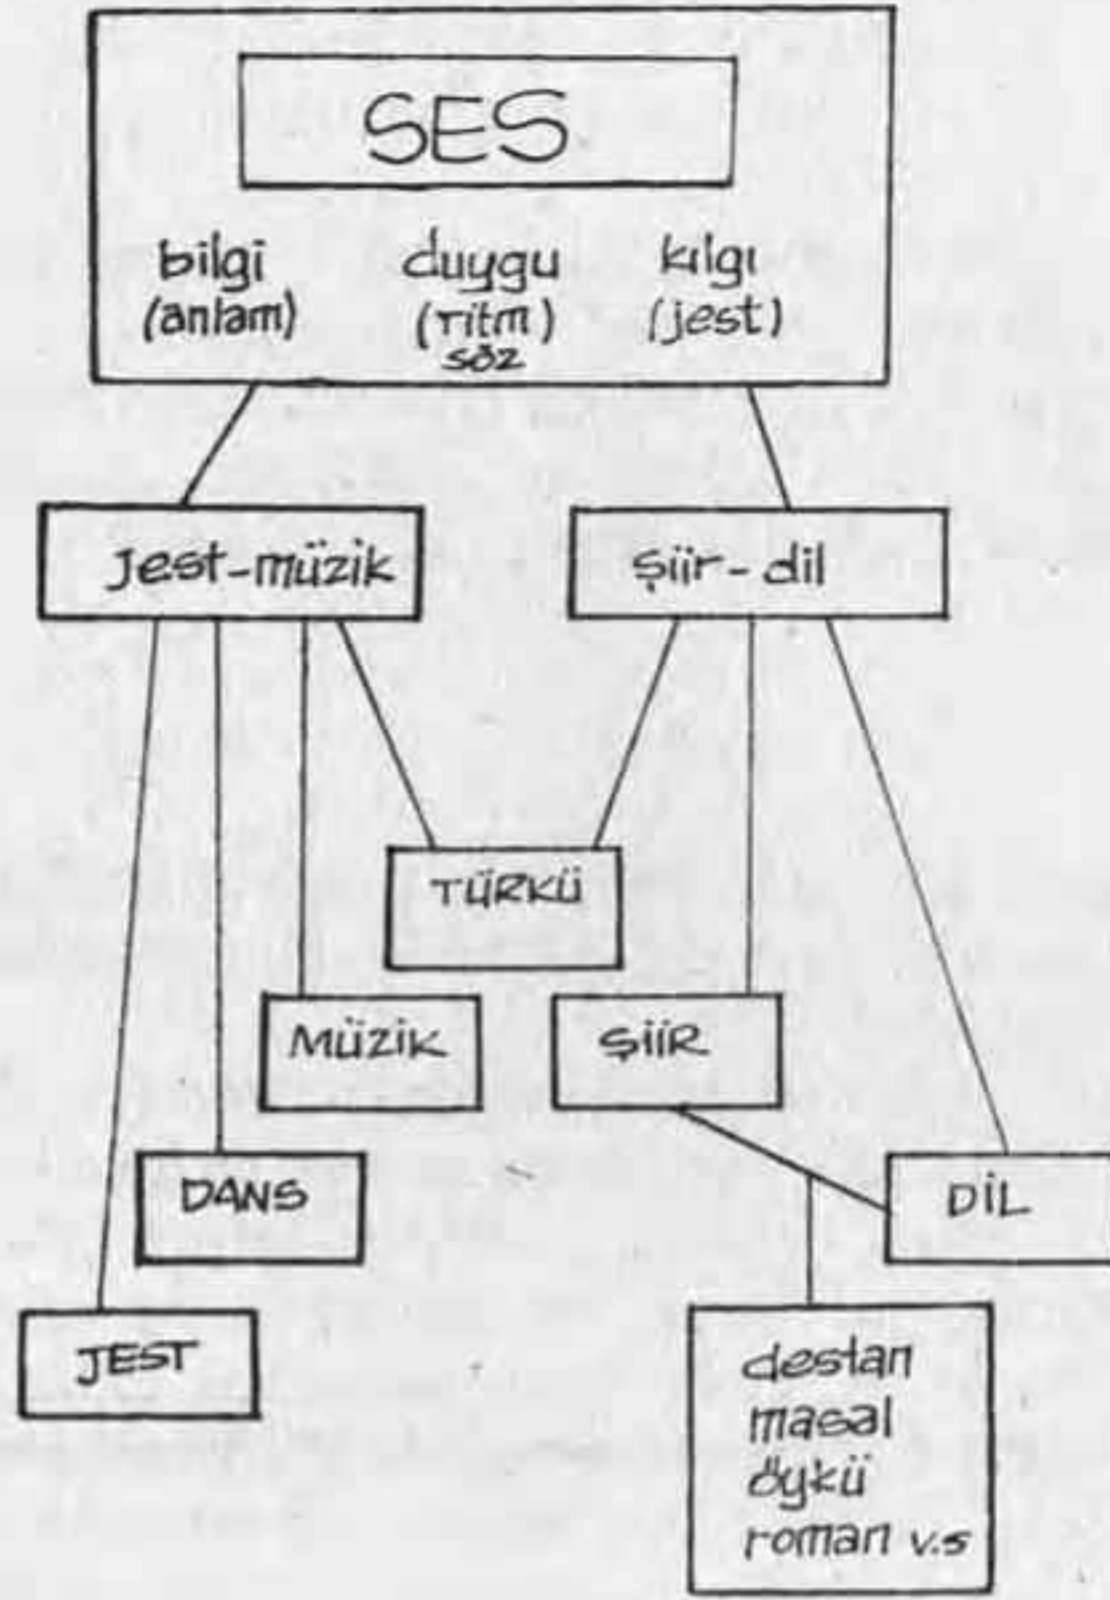 SES
bilgi duygu kılgı
(anlam) (ritm) (jest)
söz
Jest-müzik şiir-dil
TÜRKÜ
MÜZİK ŞİİR
DANS DİL
JEST
destan
masal
öykü
roman v.s